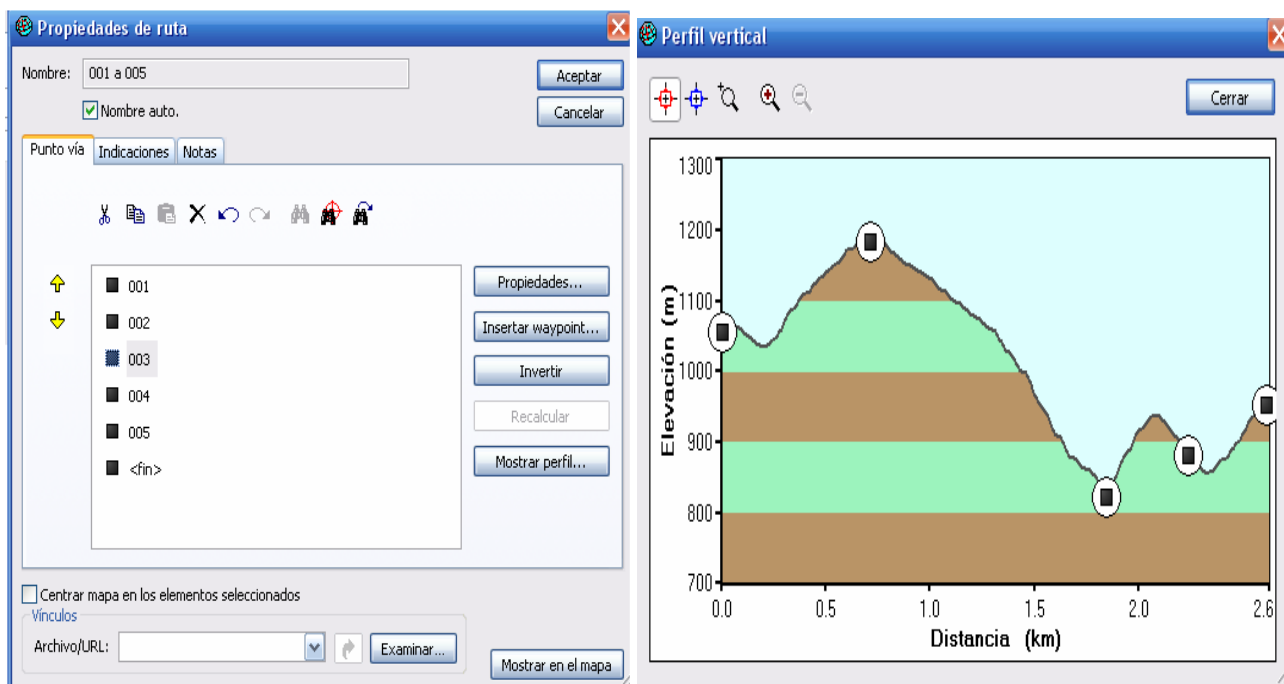 Propiedades de ruta
Nombre: 001 a 005
Aceptar
Nombre auto.
Cancelar
Punto vía Indicaciones Notas
001
Propiedades...
002
Insertar waypoint...
003
Invertir
004
Recalcular
005
Mostrar perfil...
<fin>
Centrar mapa en los elementos seleccionados
Vínculos
Archivo/URL:
Examinar...
Mostrar en el mapa
Perfil vertical
Cerrar
Elevación (m)
1300
1200
1100
1000
900
800
700
0.0 0.5 1.0 1.5 2.0 2.6
Distancia (km)